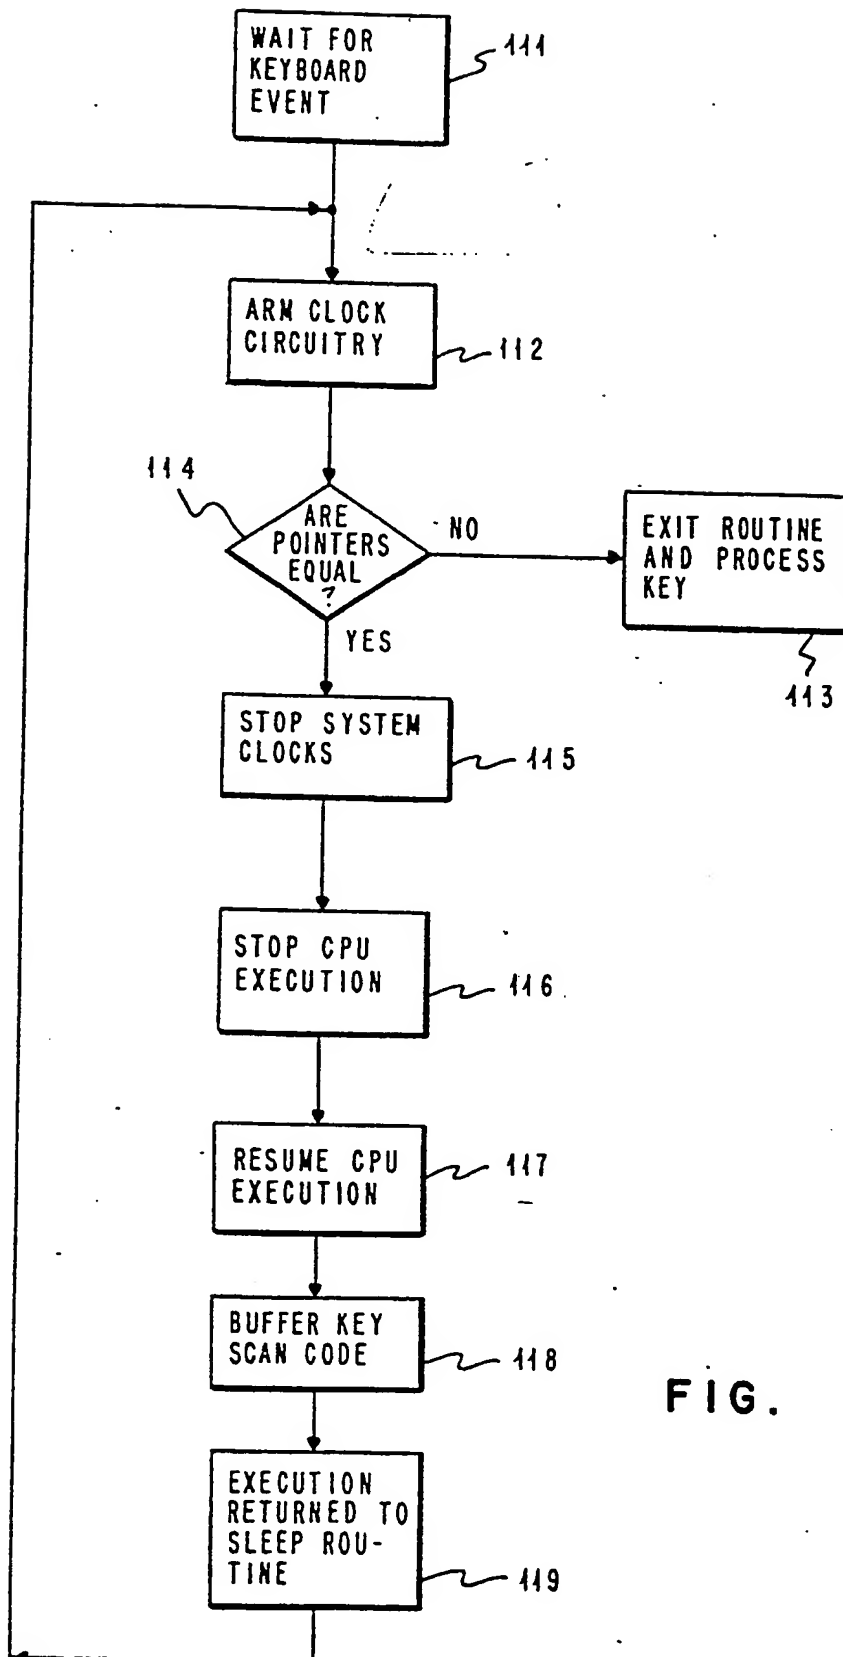 WAIT FOR
KEYBOARD
EVENT
111
ARM CLOCK
CIRCUITRY
112
114
ARE
POINTERS
EQUAL
?
NO
EXIT ROUTINE
AND PROCESS
KEY
113
YES
STOP SYSTEM
CLOCKS
115
STOP CPU
EXECUTION
116
RESUME CPU
EXECUTION
117
BUFFER KEY
SCAN CODE
118
FIG.
EXECUTION
RETURNED TO
SLEEP ROU-
TINE
119